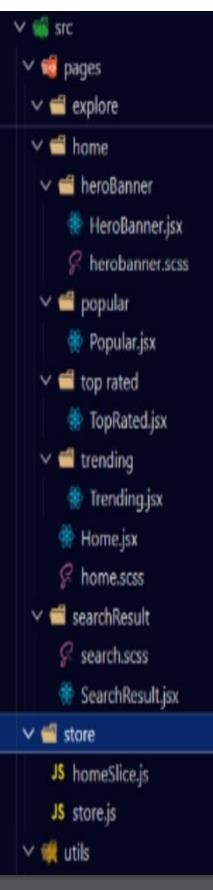 src
pages
explore
home
heroBanner
HeroBanner.jsx
herobanner.scss
popular
Popular.jsx
top rated
TopRated.jsx
trending
Trending.jsx
Home.jsx
home.scss
searchResult
search.scss
SearchResult.jsx
store
JS homeSlice.js
JS store.js
utils